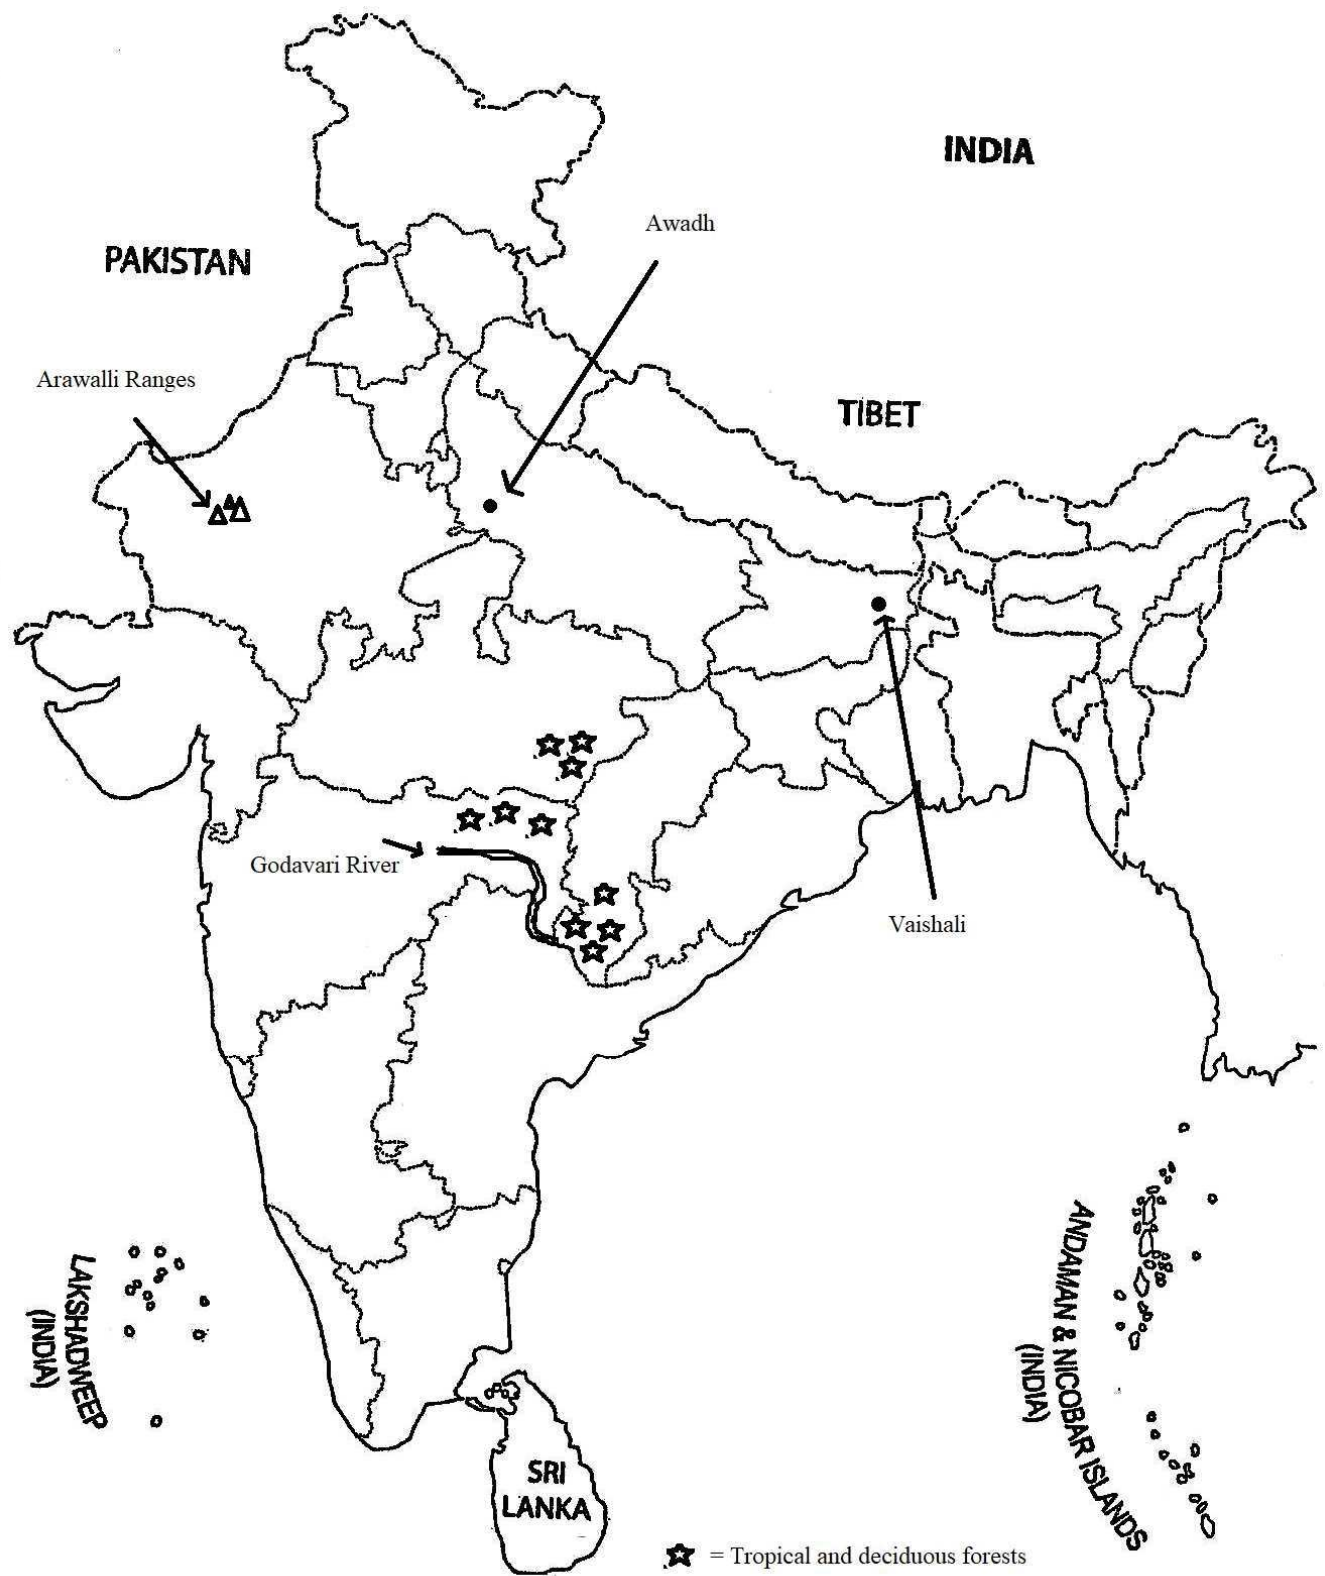 INDIA
Awadh
PAKISTAN
Arawalli Ranges
TIBET
Godavari River
Vaishali
LAKSHADWEEP
(INDIA)
ANDAMAN & NICOBAR ISLANDS
(INDIA)
SRI
LANKA
= Tropical and deciduous forests